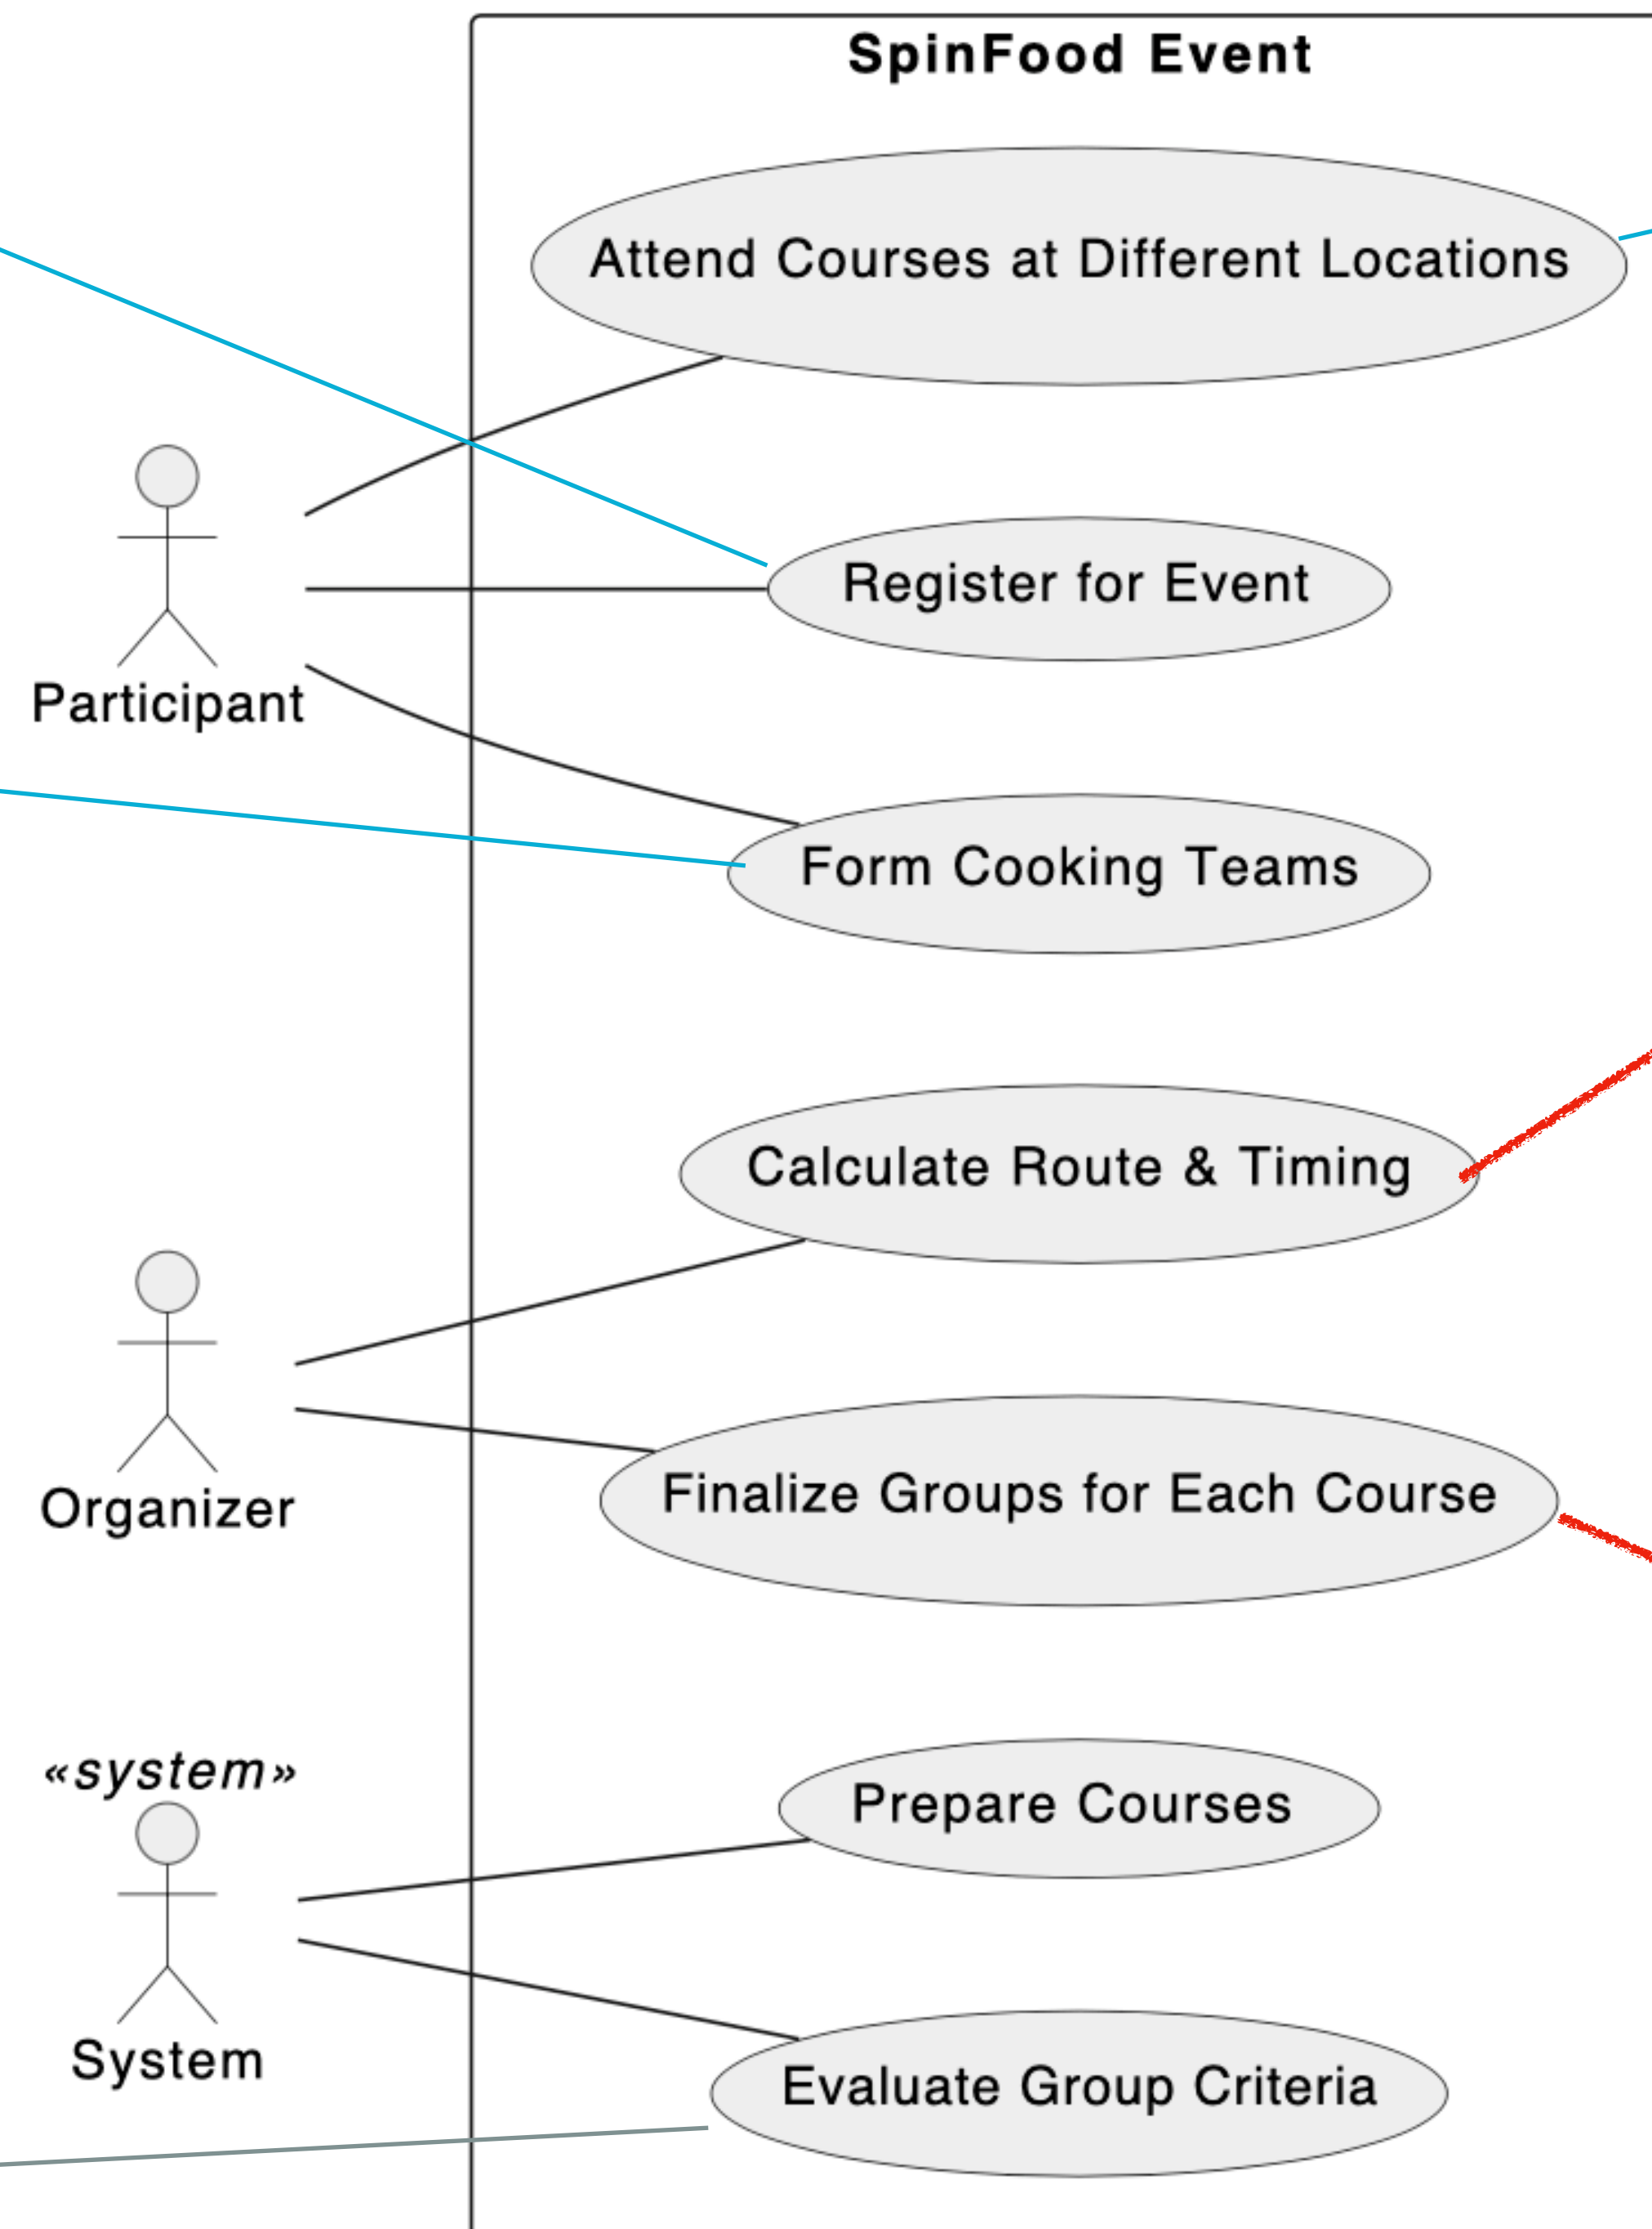 SpinFood Event
Attend Courses at Different Locations
Register for Event
Participant
Form Cooking Teams
Calculate Route & Timing
Finalize Groups for Each Course
Organizer
«system»
Prepare Courses
System
Evaluate Group Criteria